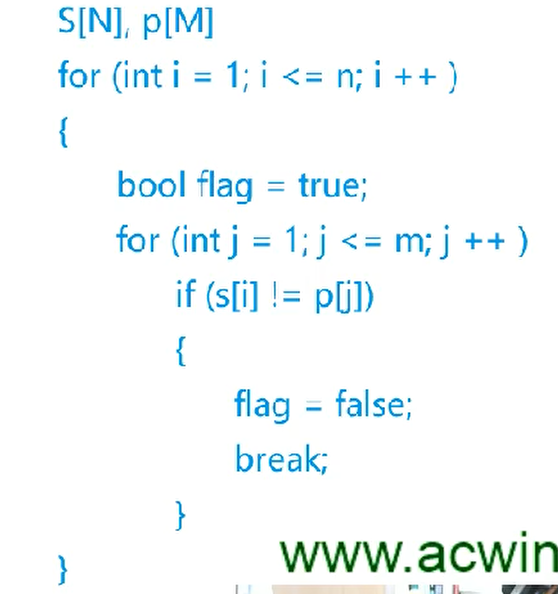 S[N], p[M]
for (int i = 1; i <= n; i ++ )
{
bool flag = true;
for (int j = 1; j <= m; j ++ )
if (s[i] != p[j])
{
flag = false;
break;
}
}
www.acwin